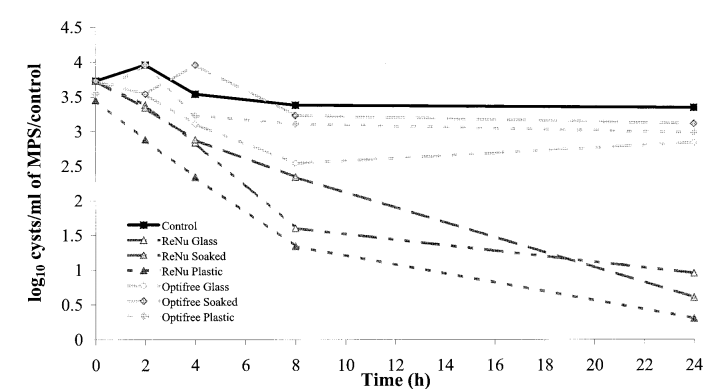 4.5
4
3.5
3
2.5
2
1.5
1
0.5
0
log10 cysts/ml of MPS/control
Control
ReNu Glass
ReNu Soaked
ReNu Plastic
Optifree Glass
Optifree Soaked
Optifree Plastic
0 2 4 6 8 10 12 14 16 18 20 22 24
Time (h)